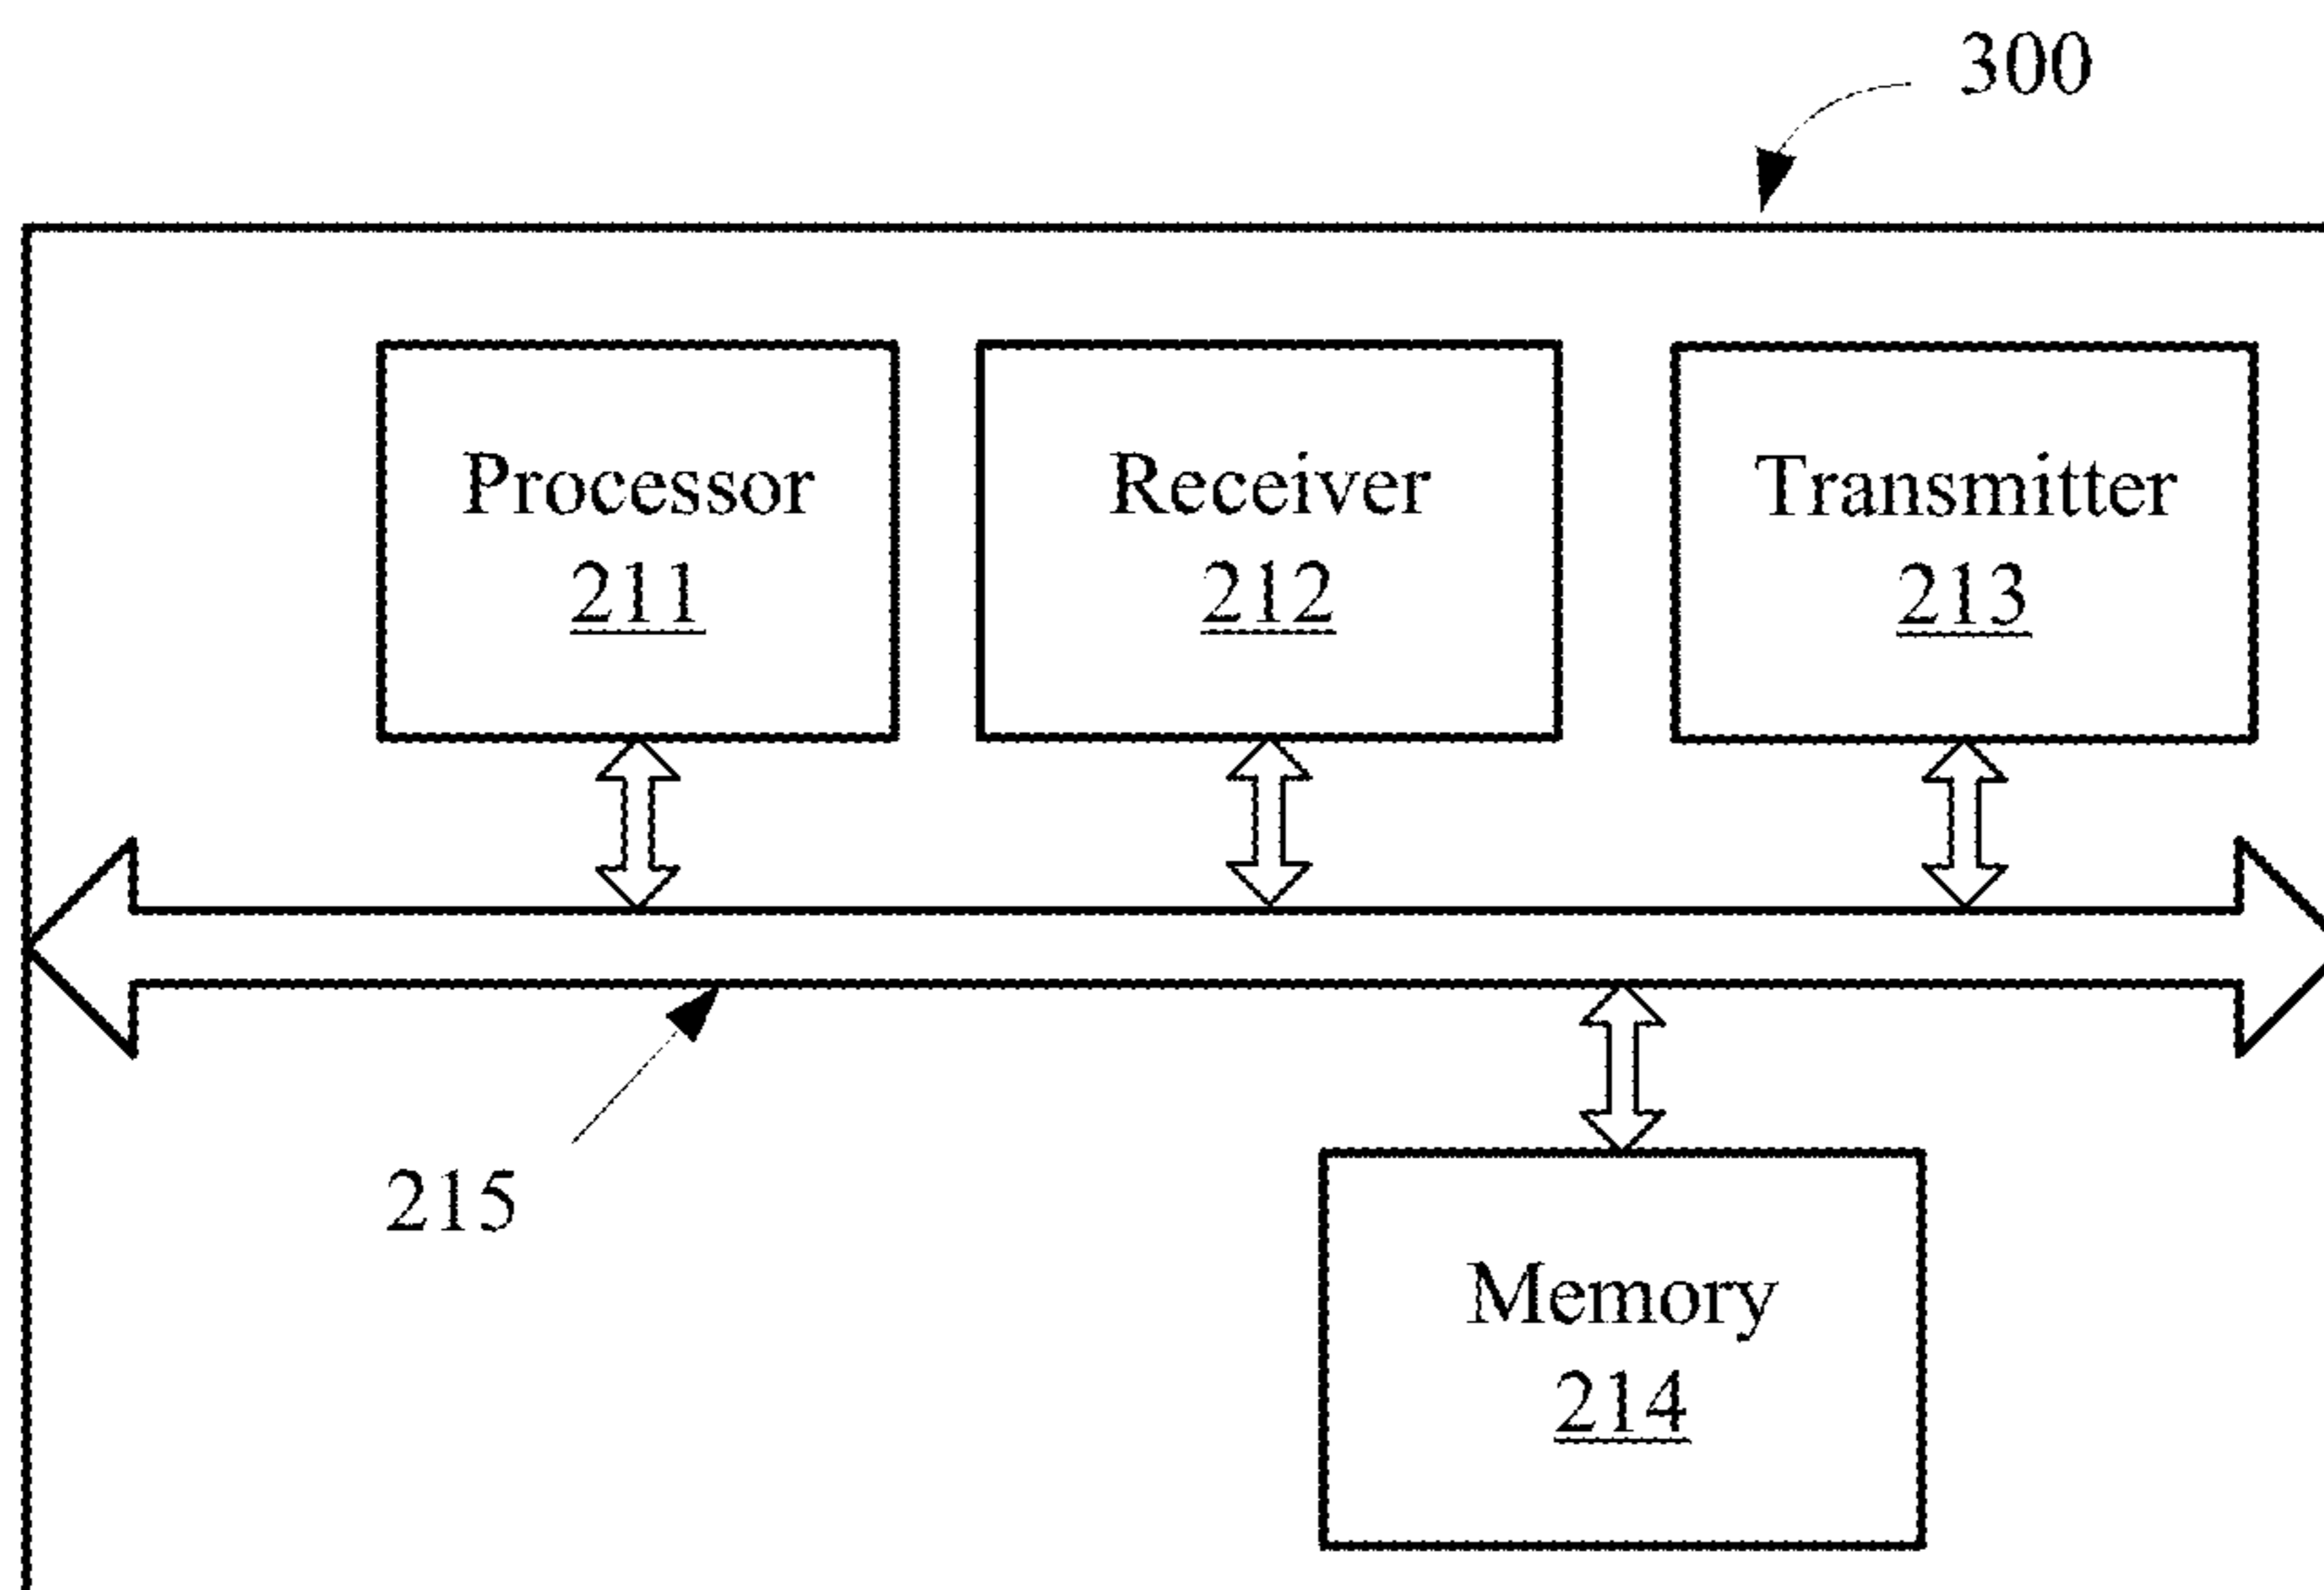 300
Processor
211
Receiver
212
Transmitter
213
215
Memory
214